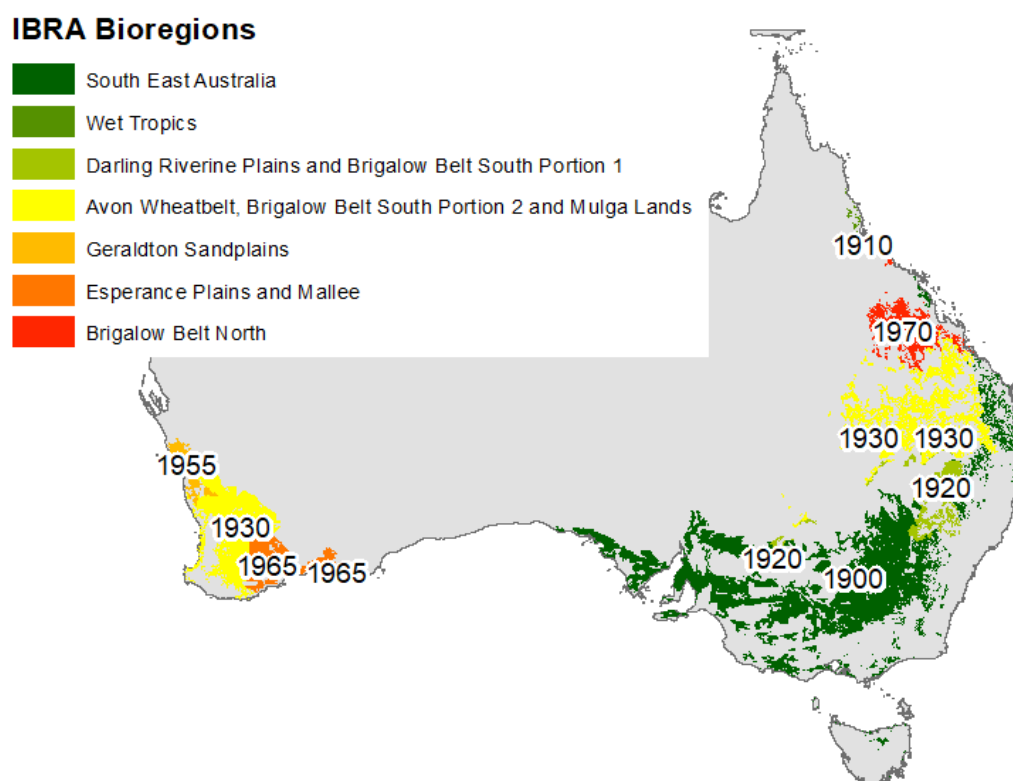 IBRA Bioregions
South East Australia
Wet Tropics
Darling Riverine Plains and Brigalow Belt South Portion 1
Avon Wheatbelt, Brigalow Belt South Portion 2 and Mulga Lands
Geraldton Sandplains
Esperance Plains and Mallee
Brigalow Belt North
1910
1970
1930
1930
1955
1920
1930
1920
1965
1965
1900